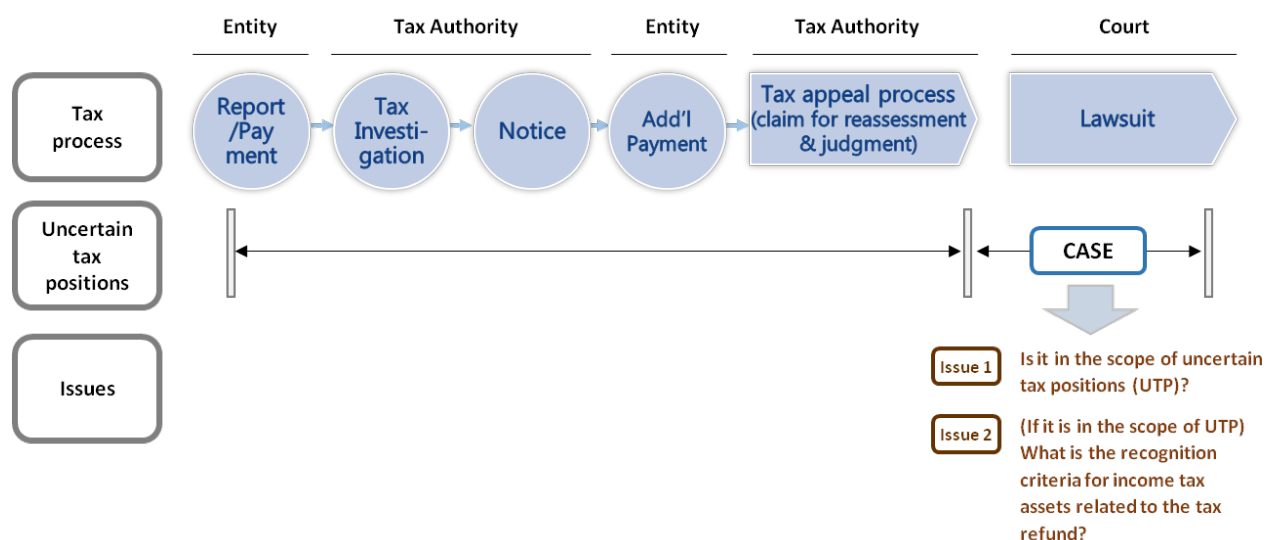 Entity
Tax Authority
Entity
Tax Authority
Court
Tax
process
Report
/Pay
ment
Tax
Investi-
gation
Notice
Add'l
Payment
Tax appeal process
(claim for reassessment
& judgment)
Lawsuit
Uncertain
tax
positions
CASE
Issues
Issue 1
Is it in the scope of uncertain
tax positions (UTP)?
Issue 2
(If it is in the scope of UTP)
What is the recognition
criteria for income tax
assets related to the tax
refund?